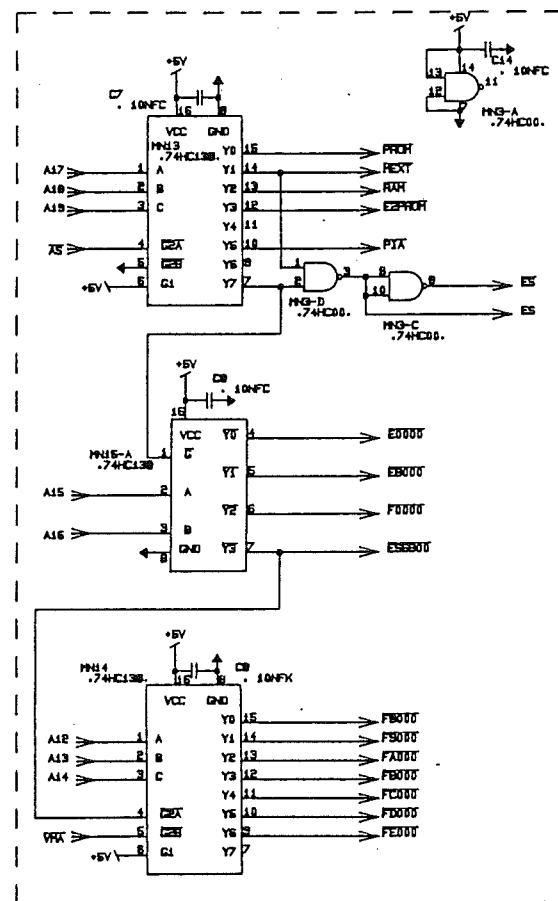 +5V
C14
.10NFC
14
13
12
11
MN3-A
.74HC00.
+5V
C7
.10NFC
16
8
VCC GND
MN13
.74HC138.
A17 1 A
A18 2 B
A19 3 C
AS 4 G2A
5 G2B
+5V 6 G1
Y0 15 PROM
Y1 14 MEXT
Y2 13 RAM
Y3 12 E2PROM
Y4 11
Y5 10 PIA
Y6 9
Y7 7
1
2
3
MN3-D
.74HC00.
9
10
8
MN3-C
.74HC00.
ES
ES
+5V
C8
.10NFC
16
VCC
MN15-A
.74HC139
1 G
A15 2 A
A16 3 B
GND
8
Y0 4 E0000
Y1 5 E8000
Y2 6 F0000
Y3 7 ESGB00
+5V
C9
.10NFK
16
8
VCC GND
MN14
.74HC138.
A12 1 A
A13 2 B
A14 3 C
4 G2A
VMA 5 G2B
+5V 6 G1
Y0 15 F8000
Y1 14 F9000
Y2 13 FA000
Y3 12 FB000
Y4 11 FC000
Y5 10 FD000
Y6 9 FE000
Y7 7